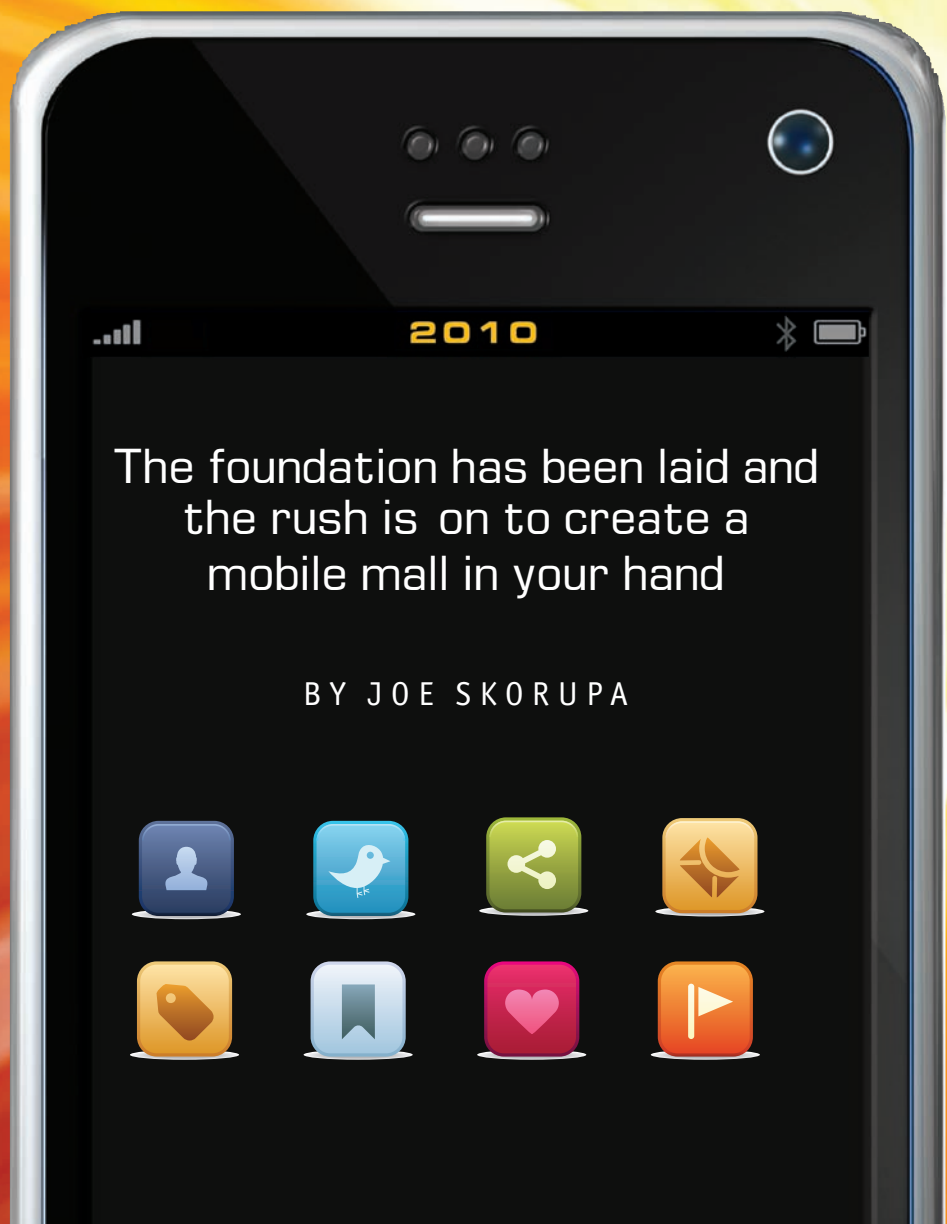 2010
The foundation has been laid and
the rush is on to create a
mobile mall in your hand
BY JOE SKORUPA